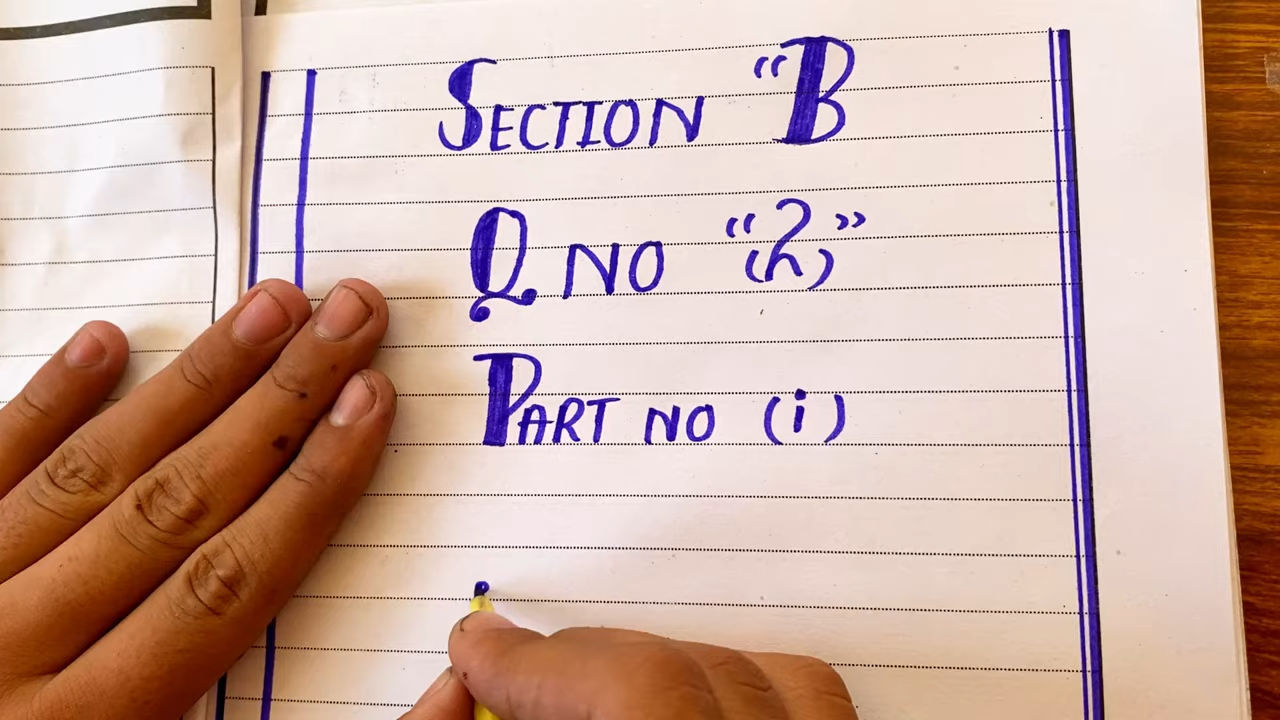 SECTION “B
Q NO “(2)”
PART NO (i)